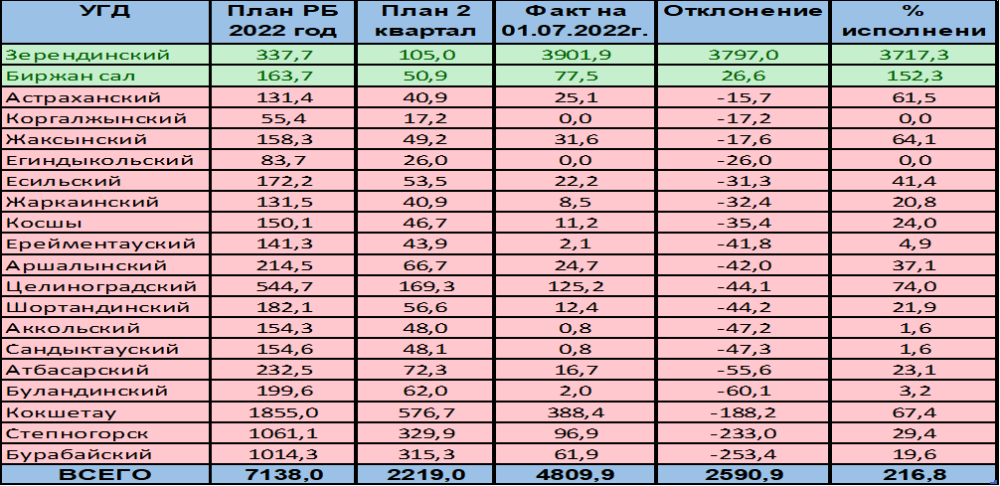 УГД План РБ 2022 год План 2 квартал Факт на 01.07.2022г. Отклонение % исполнени
Зерендинский 337,7 105,0 3901,9 3797,0 3717,3
Биржан сал 163,7 50,9 77,5 26,6 152,3
Астраханский 131,4 40,9 25,1 -15,7 61,5
Коргалжынский 55,4 17,2 0,0 -17,2 0,0
Жаксынский 158,3 49,2 31,6 -17,6 64,1
Егиндыкольский 83,7 26,0 0,0 -26,0 0,0
Есильский 172,2 53,5 22,2 -31,3 41,4
Жаркаинский 131,5 40,9 8,5 -32,4 20,8
Косшы 150,1 46,7 11,2 -35,4 24,0
Ерейментауский 141,3 43,9 2,1 -41,8 4,9
Аршалынский 214,5 66,7 24,7 -42,0 37,1
Целиноградский 544,7 169,3 125,2 -44,1 74,0
Шортандинский 182,1 56,6 12,4 -44,2 21,9
Аккольский 154,3 48,0 0,8 -47,2 1,6
Сандыктауский 154,6 48,1 0,8 -47,3 1,6
Атбасарский 232,5 72,3 16,7 -55,6 23,1
Буландинский 199,6 62,0 2,0 -60,1 3,2
Кокшетау 1855,0 576,7 388,4 -188,2 67,4
Степногорск 1061,1 329,9 96,9 -233,0 29,4
Бурабайский 1014,3 315,3 61,9 -253,4 19,6
ВСЕГО 7138,0 2219,0 4809,9 2590,9 216,8